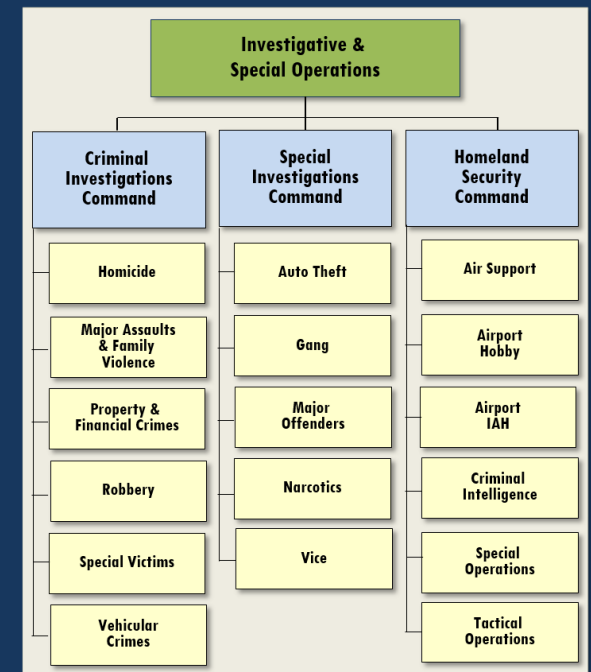 Investigative &
Special Operations
Criminal
Investigations
Command
Homicide
Major Assaults
& Family
Violence
Property &
Financial Crimes
Robbery
Special Victims
Vehicular
Crimes
Special
Investigations
Command
Auto Theft
Gang
Major
Offenders
Narcotics
Vice
Homeland
Security
Command
Air Support
Airport
Hobby
Airport
IAH
Criminal
Intelligence
Special
Operations
Tactical
Operations